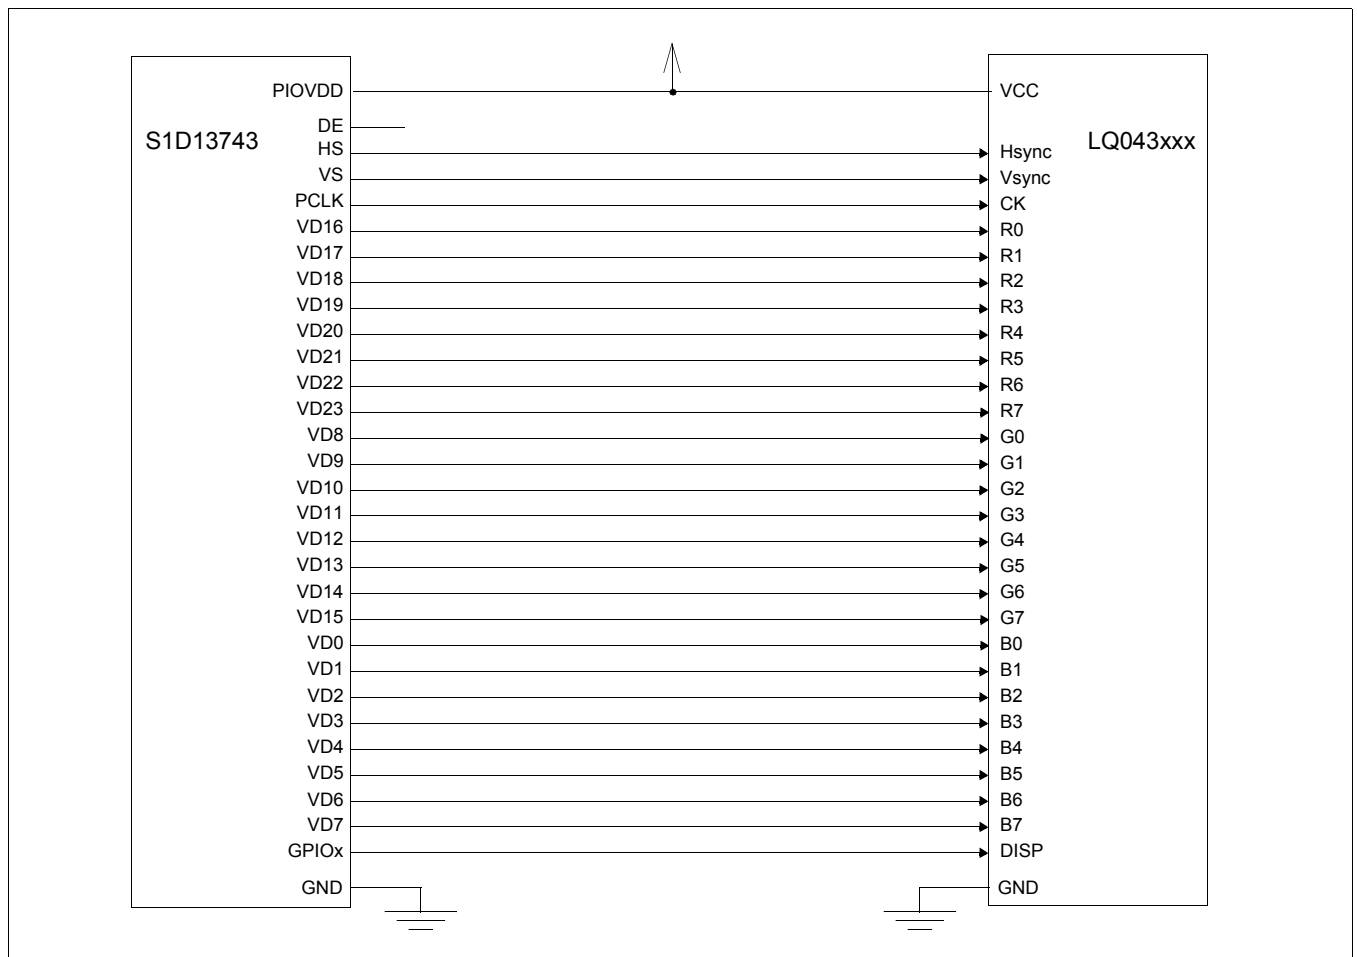 PIOVDD VCC
DE
S1D13743 LQ043xxx
HS Hsync
VS Vsync
PCLK CK
VD16 R0
VD17 R1
VD18 R2
VD19 R3
VD20 R4
VD21 R5
VD22 R6
VD23 R7
VD8 G0
VD9 G1
VD10 G2
VD11 G3
VD12 G4
VD13 G5
VD14 G6
VD15 G7
VD0 B0
VD1 B1
VD2 B2
VD3 B3
VD4 B4
VD5 B5
VD6 B6
VD7 B7
GPIOx DISP
GND GND